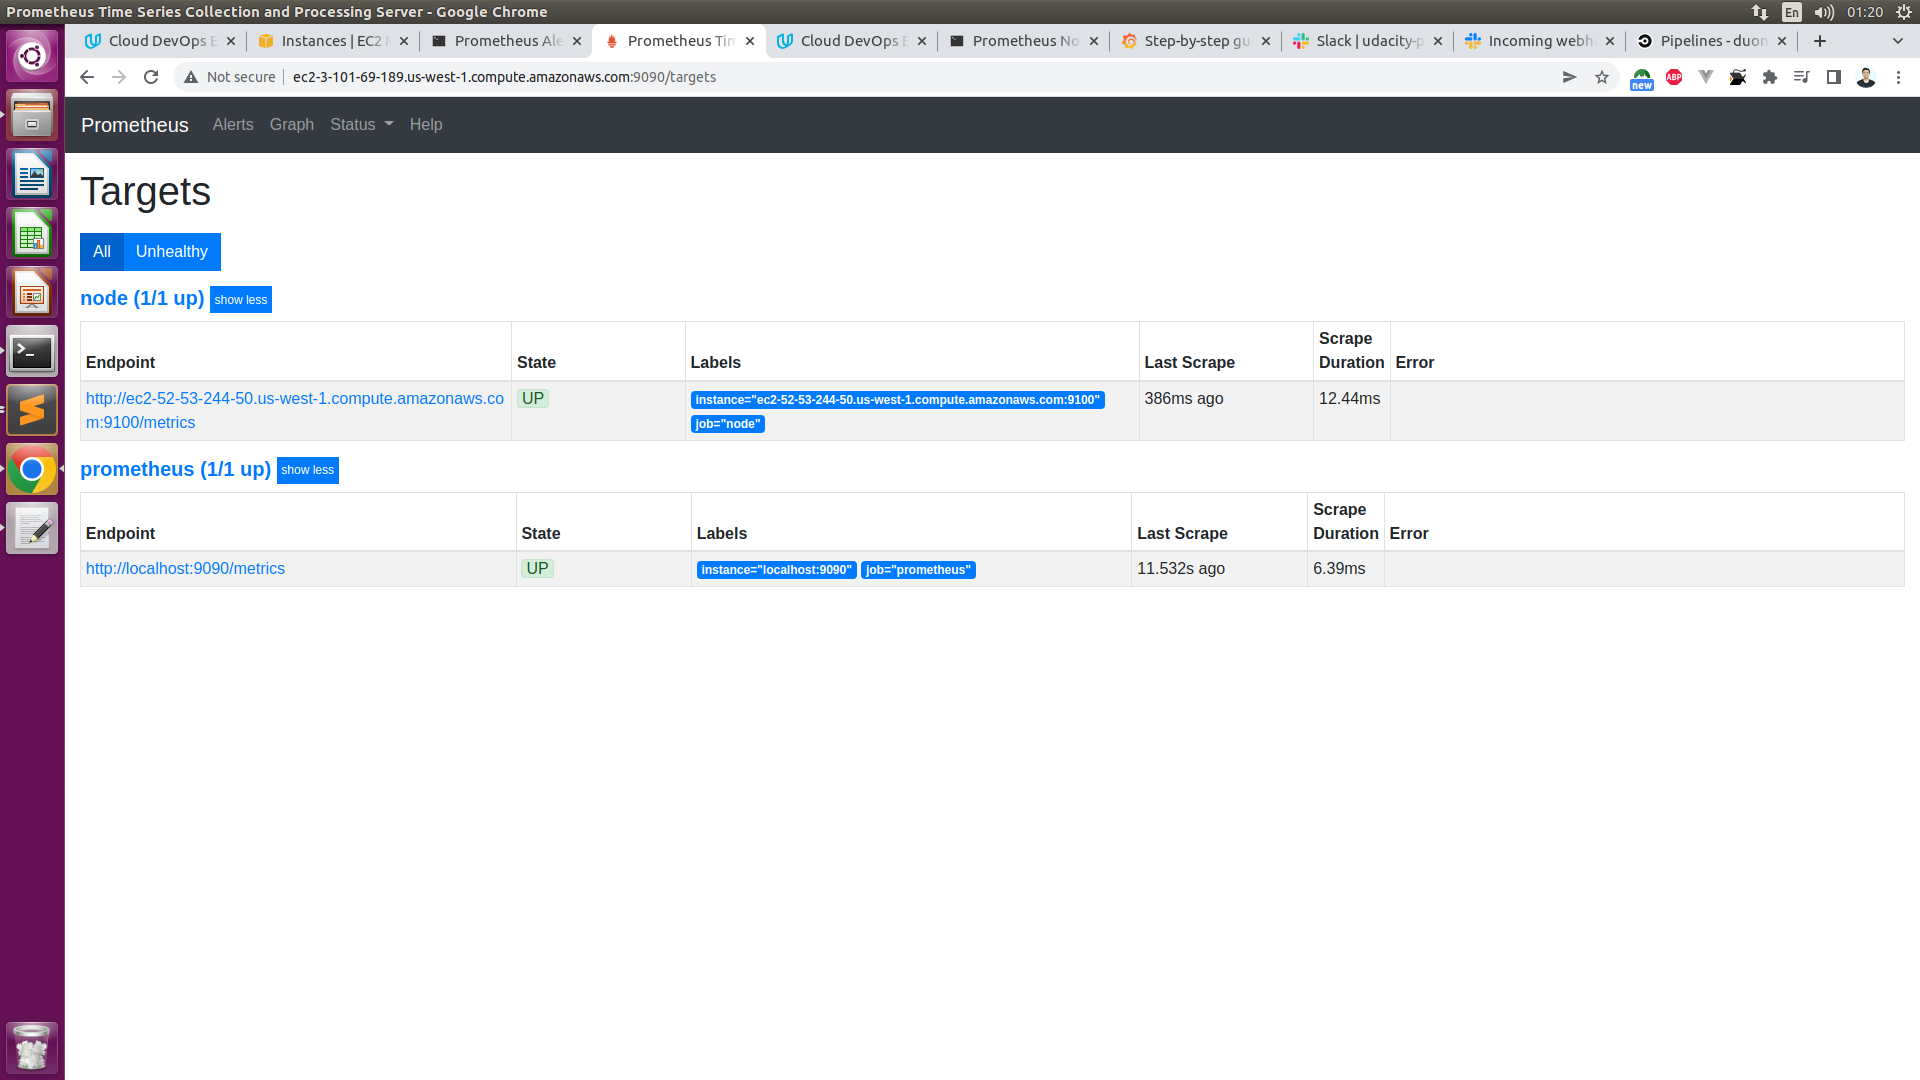 Prometheus Time Series Collection and Processing Server - Google Chrome
En
01:20
Cloud DevOps E
Instances | EC2 M
Prometheus Ale
Prometheus Tim
Cloud DevOps E
Prometheus No
Step-by-step gu
Slack | udacity-p
Incoming webh
Pipelines - duon
Not secure
ec2-3-101-69-189.us-west-1.compute.amazonaws.com:9090/targets
new
ABP
Prometheus
Alerts
Graph
Status
Help
Targets
All
Unhealthy
node (1/1 up)
show less
Endpoint
State
Labels
Last Scrape
Scrape
Duration
Error
http://ec2-52-53-244-50.us-west-1.compute.amazonaws.co
m:9100/metrics
UP
instance="ec2-52-53-244-50.us-west-1.compute.amazonaws.com:9100"
job="node"
386ms ago
12.44ms
prometheus (1/1 up)
show less
Endpoint
State
Labels
Last Scrape
Scrape
Duration
Error
http://localhost:9090/metrics
UP
instance="localhost:9090"
job="prometheus"
11.532s ago
6.39ms